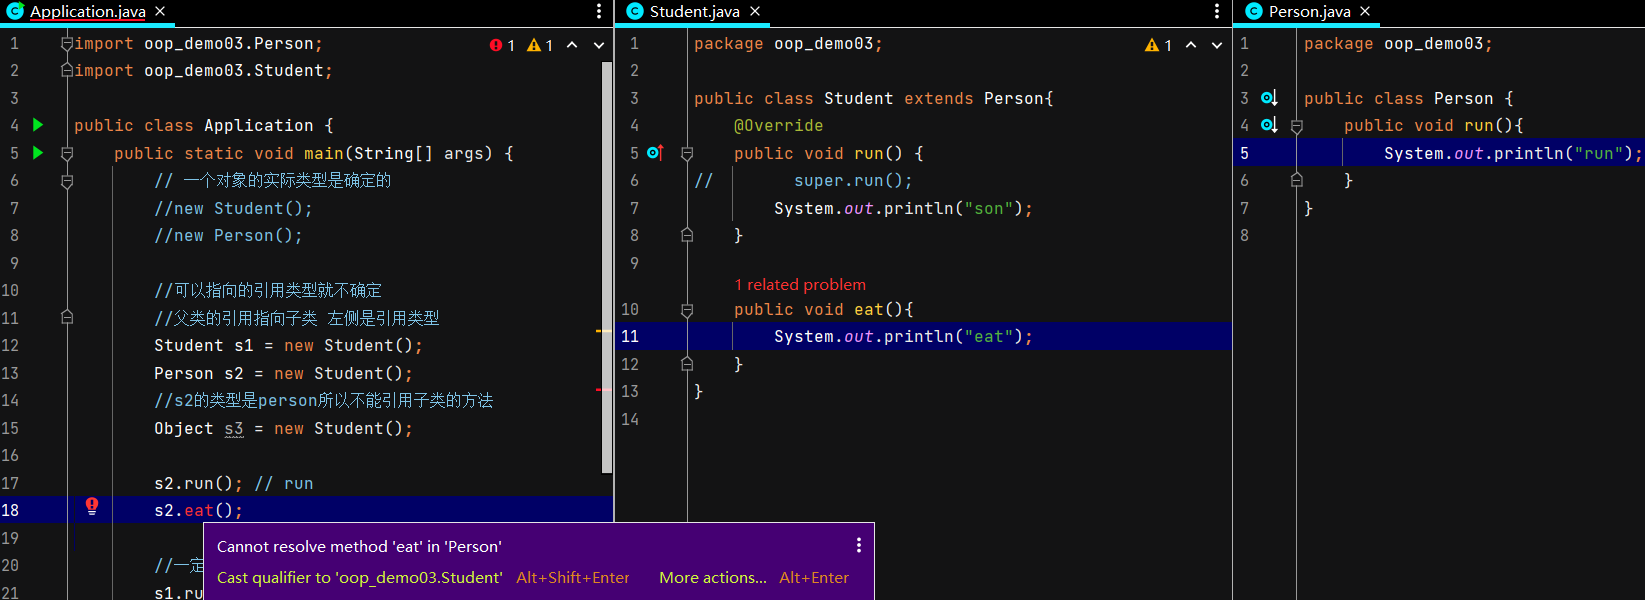 Application.java
1 import oop_demo03.Person;
1 1
2 import oop_demo03.Student;
3
4 public class Application {
5 public static void main(String[] args) {
6 // 一个对象的实际类型是确定的
7 //new Student();
8 //new Person();
9
10 //可以指向的引用类型就不确定
11 //父类的引用指向子类 左侧是引用类型
12 Student s1 = new Student();
13 Person s2 = new Student();
14 //s2的类型是person所以不能引用子类的方法
15 Object s3 = new Student();
16
17 s2.run(); // run
18 s2.eat();
19
20 //一定
21 s1.ru
Cannot resolve method 'eat' in 'Person'
Cast qualifier to 'oop_demo03.Student' Alt+Shift+Enter More actions... Alt+Enter
Student.java
1 package oop_demo03;
1
2
3 public class Student extends Person{
4 @Override
5 public void run() {
6 // super.run();
7 System.out.println("son");
8 }
9
1 related problem
10 public void eat(){
11 System.out.println("eat");
12 }
13 }
14
Person.java
1 package oop_demo03;
2
3 public class Person {
4 public void run(){
5 System.out.println("run");
6 }
7 }
8